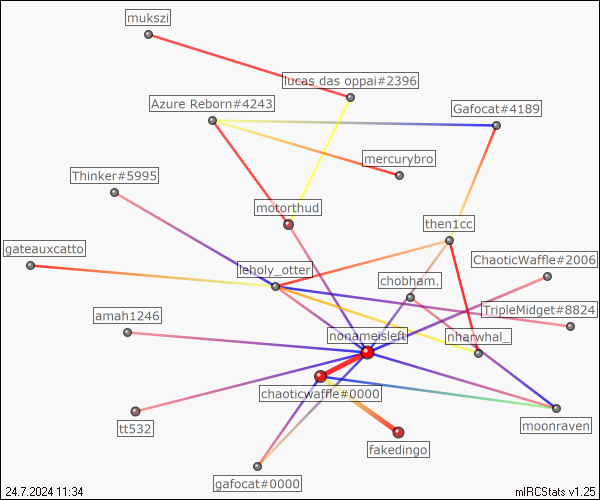 mukszi
lucas das oppai#2396
Azure Reborn#4243
Gafocat#4189
mercurybro
Thinker#5995
motorthud
then1cc
gateauxcatto
leholy_otter
ChaoticWaffle#2006
chobham.
amah1246
TripleMidget#8824
nonameisleft
nharwhal_
chaoticwaffle#0000
tt532
moonraven
fakedingo
gafocat#0000
24.7.2024 11:34
mIRCStats v1.25